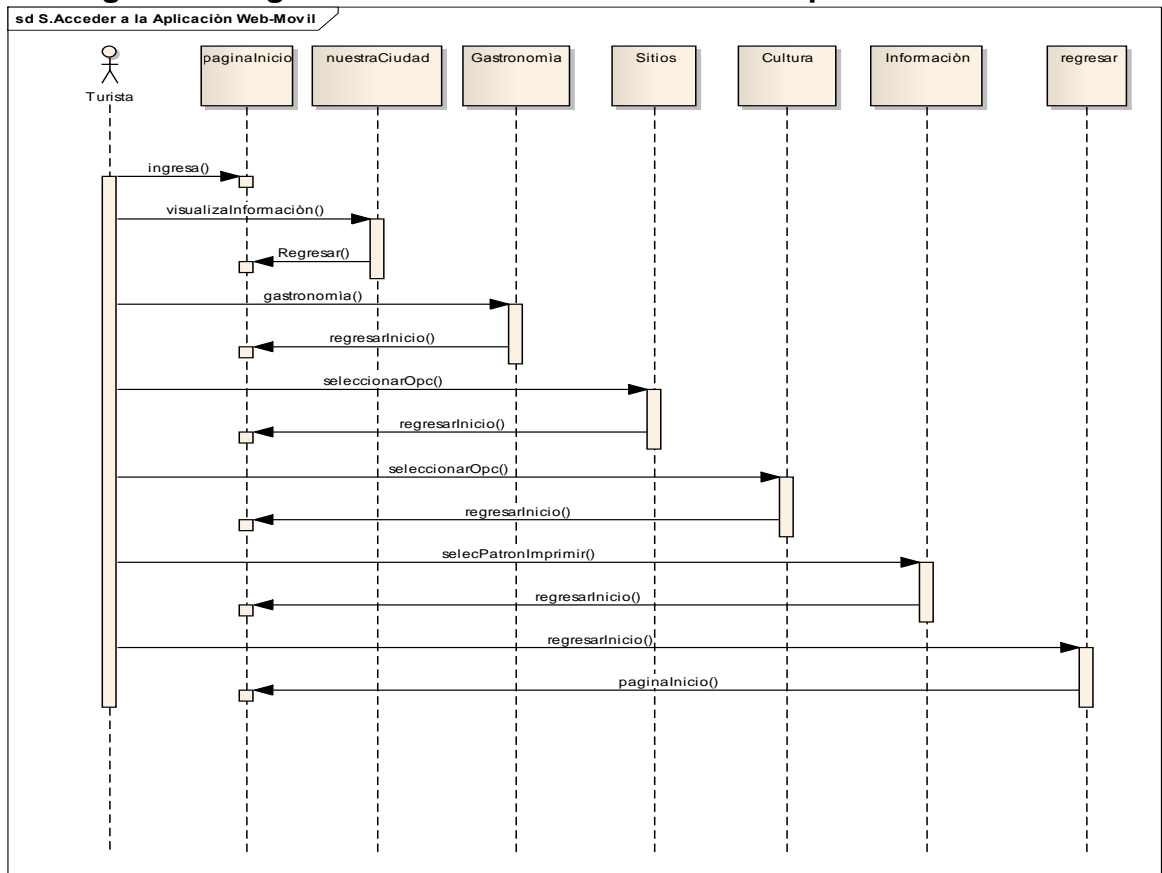 sd S.Acceder a la Aplicaciòn Web-Movil
Turista
paginaInicio
nuestraCiudad
Gastronomìa
Sitios
Cultura
Informaciòn
regresar
ingresa()
visualizaInformaciòn()
Regresar()
gastronomìa()
regresarInicio()
seleccionarOpc()
regresarInicio()
seleccionarOpc()
regresarInicio()
selecPatronImprimir()
regresarInicio()
regresarInicio()
paginaInicio()